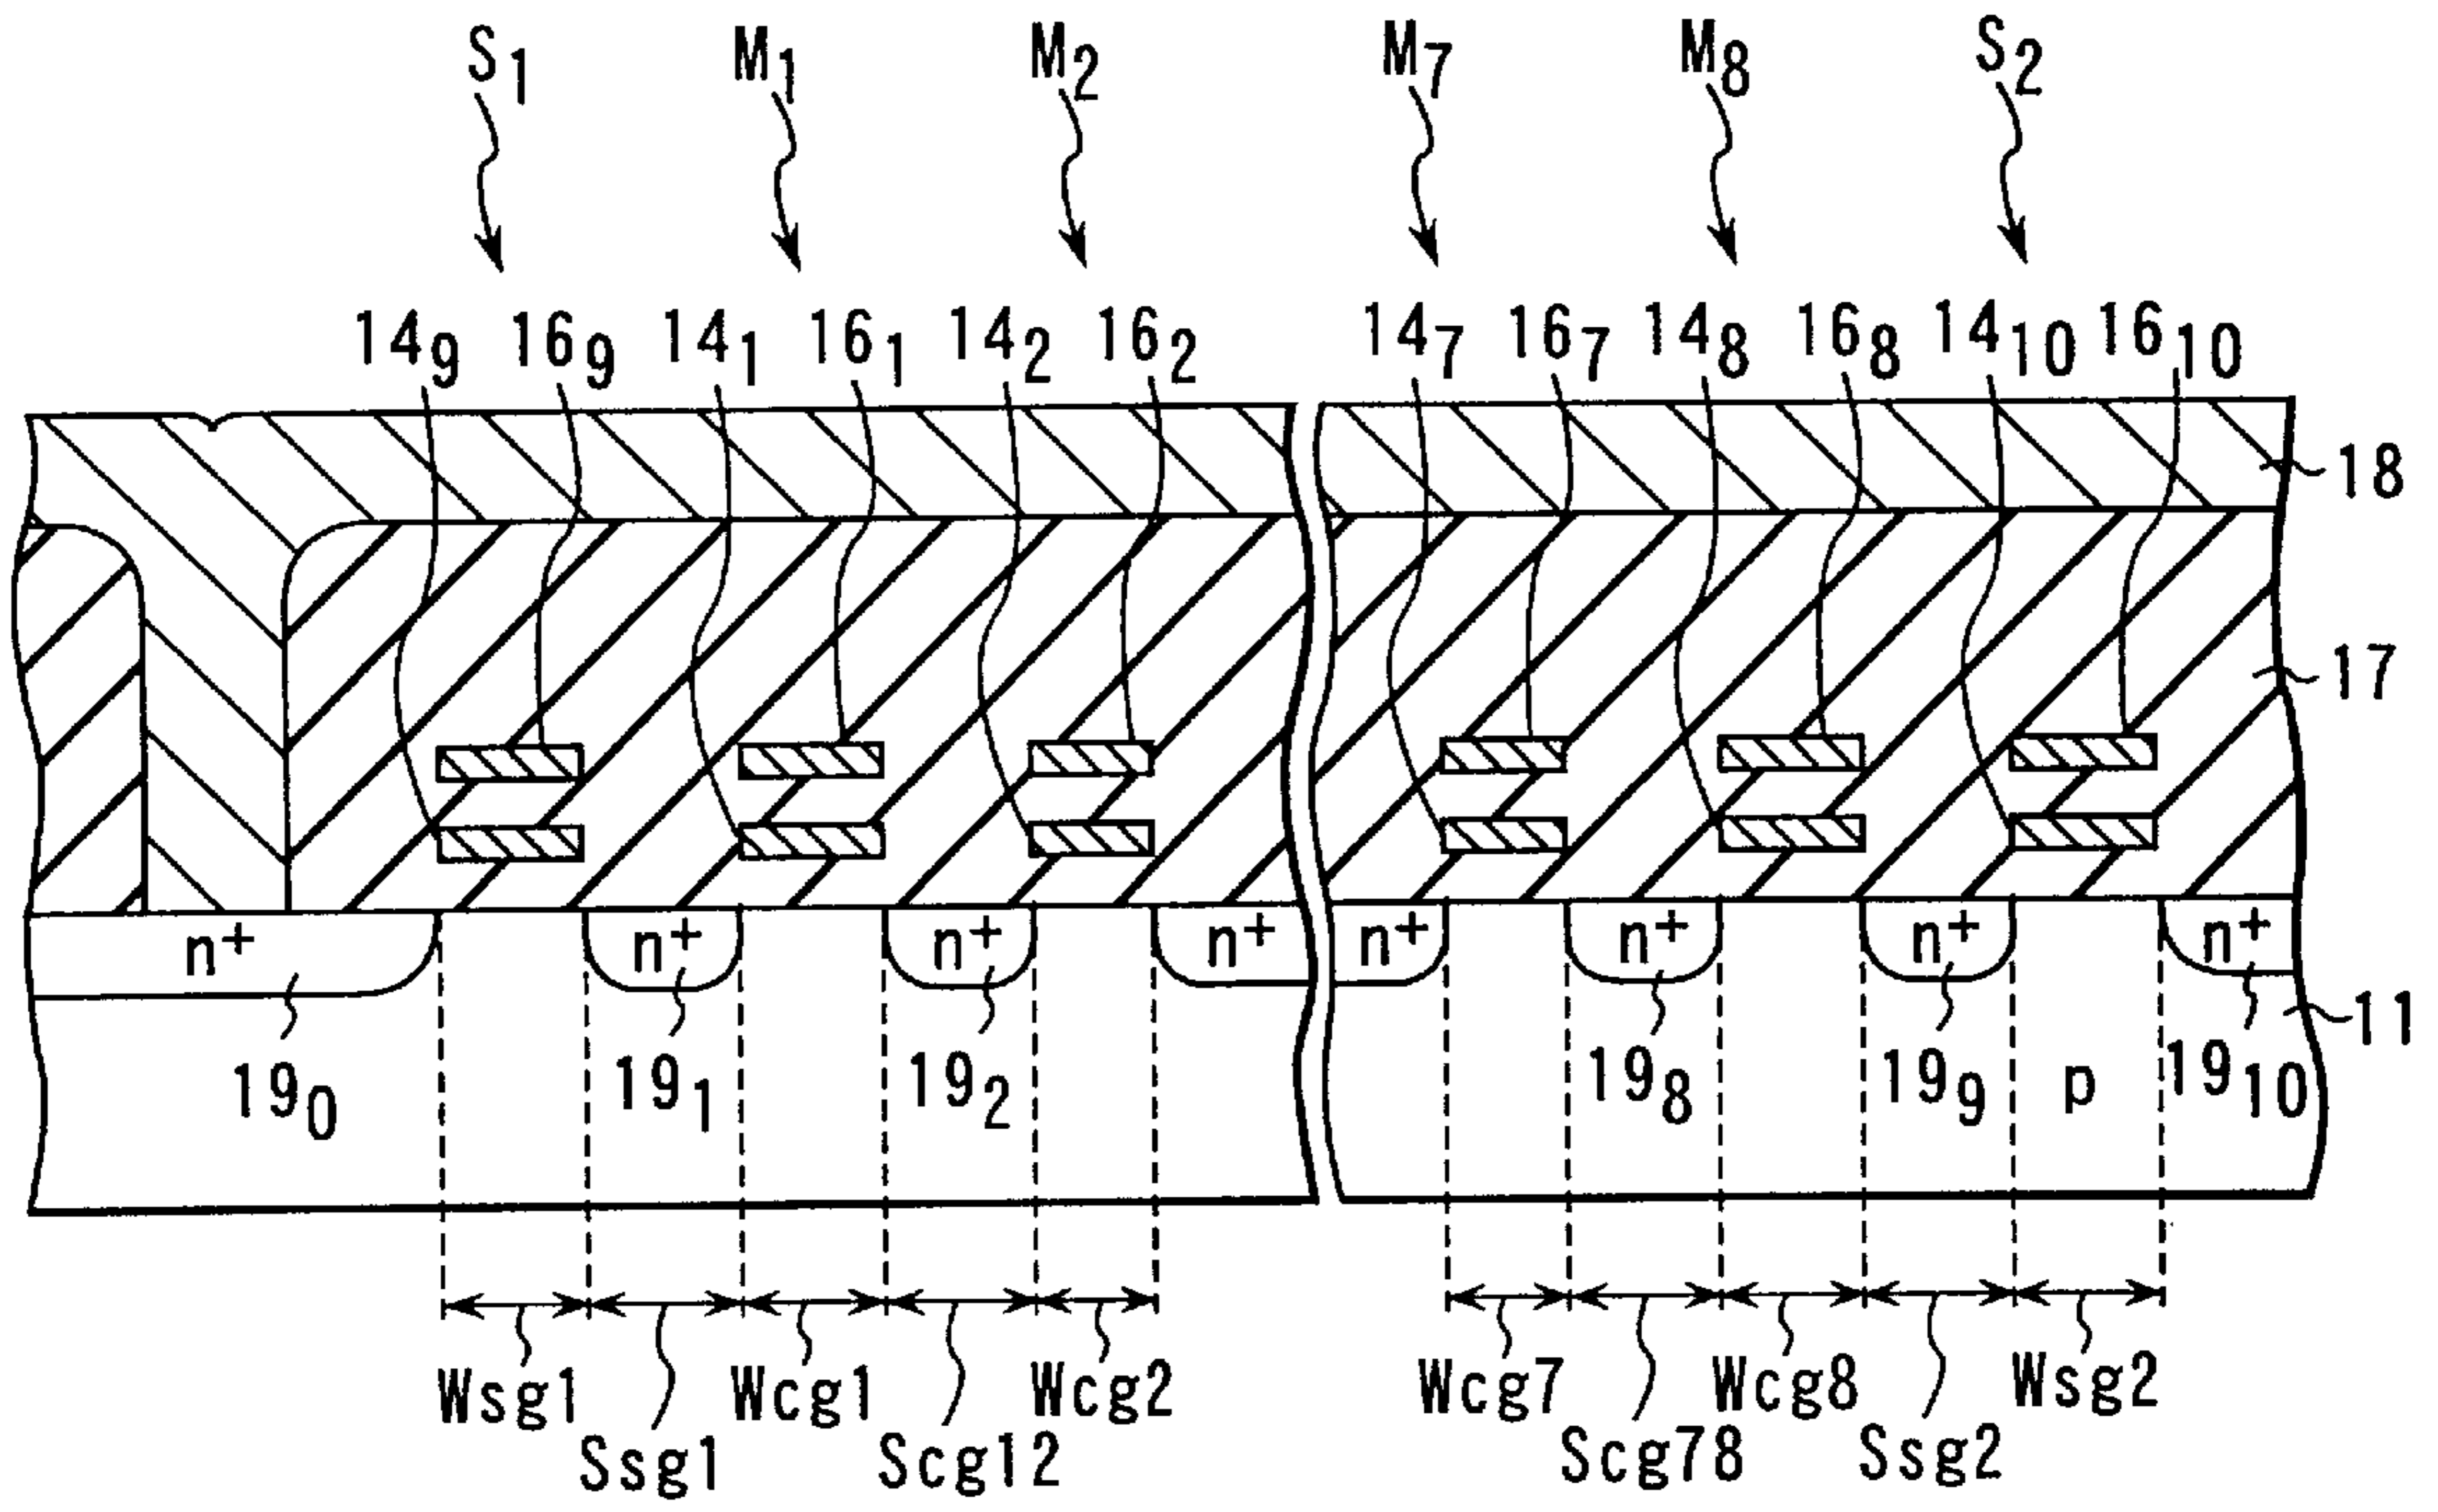 S1 M1 M2 M7 M8 S2
149 169 141 161 142 162 147 167 148 168 1410 1610
18
17
n+ n+ n+ n+ n+ n+ n+ n+
11
190 191 192 198 199 p 1910
Wsg1 Wcg1 Wcg2 Wcg7 Wcg8 Wsg2
Ssg1 Scg12 Scg78 Ssg2